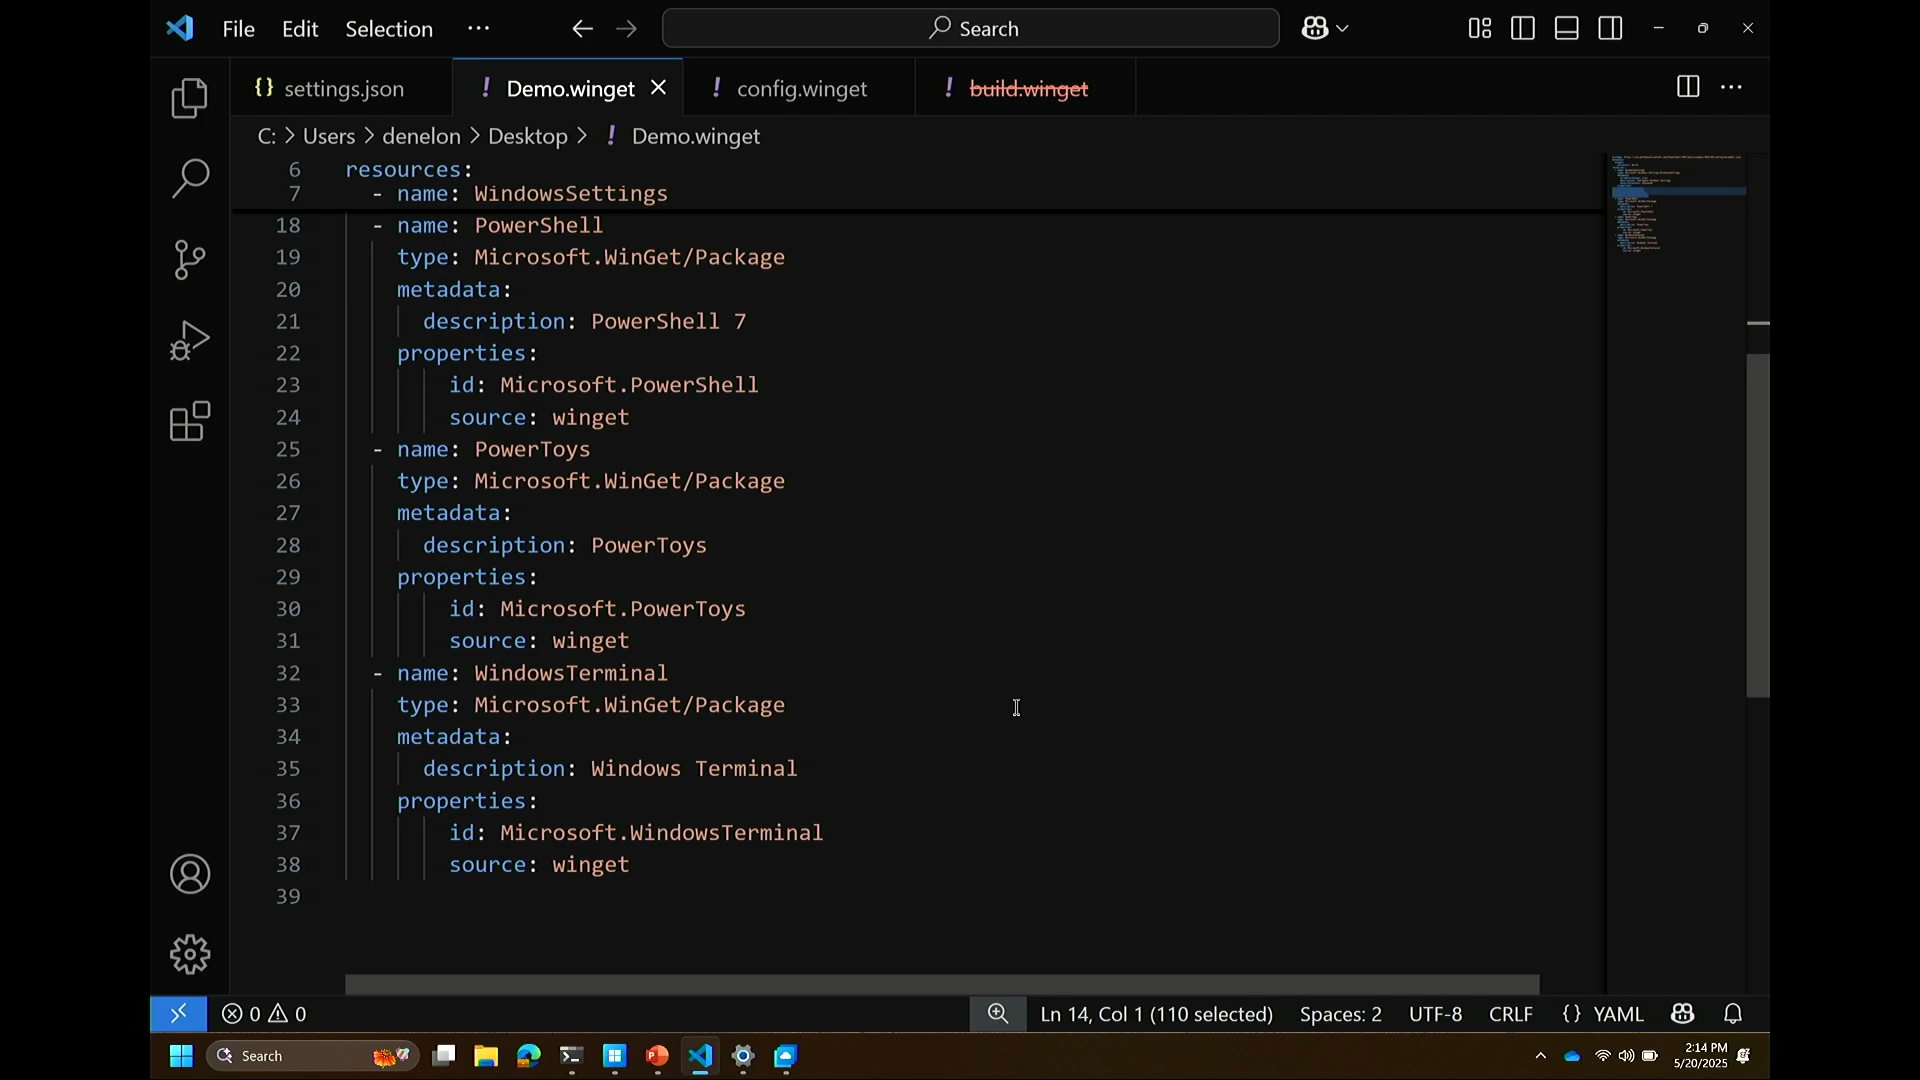 File Edit Selection ··· Search
{} settings.json ! Demo.winget ! config.winget ! build.winget
C: > Users > denelon > Desktop > ! Demo.winget
6 resources:
7 - name: WindowsSettings
18 - name: PowerShell
19 type: Microsoft.WinGet/Package
20 metadata:
21 description: PowerShell 7
22 properties:
23 id: Microsoft.PowerShell
24 source: winget
25 - name: PowerToys
26 type: Microsoft.WinGet/Package
27 metadata:
28 description: PowerToys
29 properties:
30 id: Microsoft.PowerToys
31 source: winget
32 - name: WindowsTerminal
33 type: Microsoft.WinGet/Package
34 metadata:
35 description: Windows Terminal
36 properties:
37 id: Microsoft.WindowsTerminal
38 source: winget
39
0 0 Ln 14, Col 1 (110 selected) Spaces: 2 UTF-8 CRLF {} YAML
Search 2:14 PM
5/20/2025